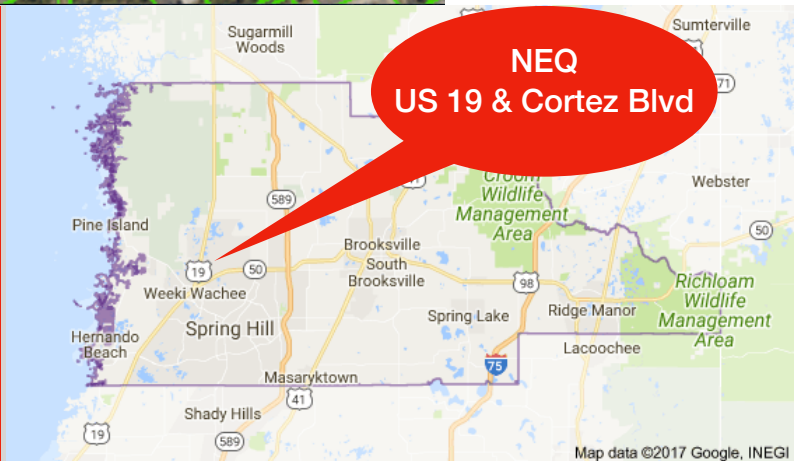 Sugarmill
Woods
Sumterville
NEQ
US 19 & Cortez Blvd
71
589
Croom
Wildlife
Management
Area
Webster
Pine Island
50
Brooksville
South
Brooksville
19
50
Weeki Wachee
98
Richloam
Wildlife
Management
Area
Spring Hill
Spring Lake
Ridge Manor
Hernando
Beach
Lacoochee
75
Masaryktown
41
Shady Hills
19
589
Map data ©2017 Google, INEGI